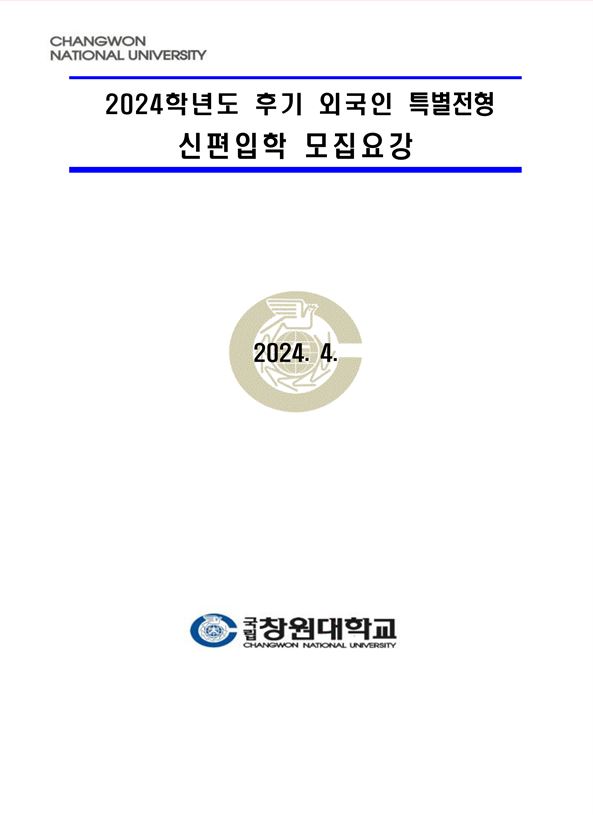 CHANGWON
NATIONAL UNIVERSITY
2024학년도 후기 외국인 특별전형
신편입학 모집요강
2024. 4.
국립 창원대학교
CHANGWON NATIONAL UNIVERSITY